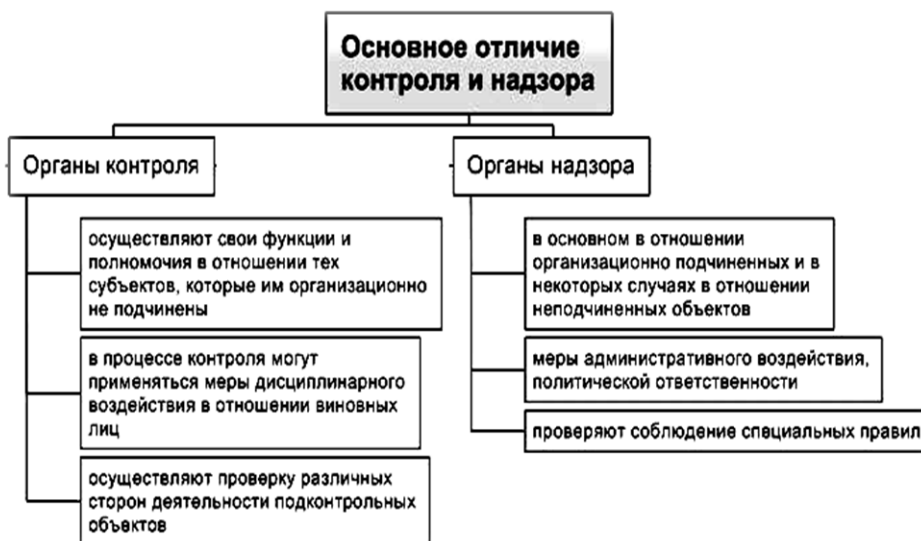 Основное отличие
контроля и надзора
Органы контроля
осуществляют свои функции и
полномочия в отношении тех
субъектов, которые им организационно
не подчинены
в процессе контроля могут
применяться меры дисциплинарного
воздействия в отношении виновных
лиц
осуществляют проверку различных
сторон деятельности подконтрольных
объектов
Органы надзора
в основном в отношении
организационно подчиненных и в
некоторых случаях в отношении
неподчиненных объектов
меры административного воздействия,
политической ответственности
проверяют соблюдение специальных правил